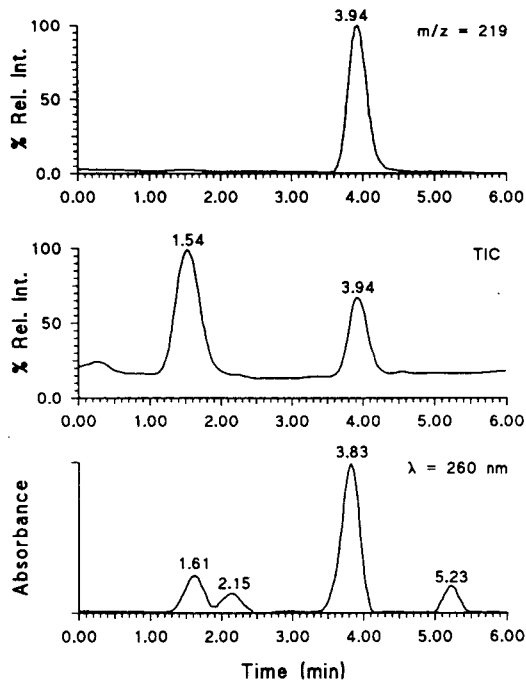 3.94
m/z = 219
% Rel. Int.
100
50
0.0
0.00 1.00 2.00 3.00 4.00 5.00 6.00
1.54
3.94
TIC
% Rel. Int.
100
50
0.0
0.00 1.00 2.00 3.00 4.00 5.00 6.00
3.83
λ = 260 nm
Absorbance
1.61
2.15
5.23
0.00 1.00 2.00 3.00 4.00 5.00 6.00
Time (min)